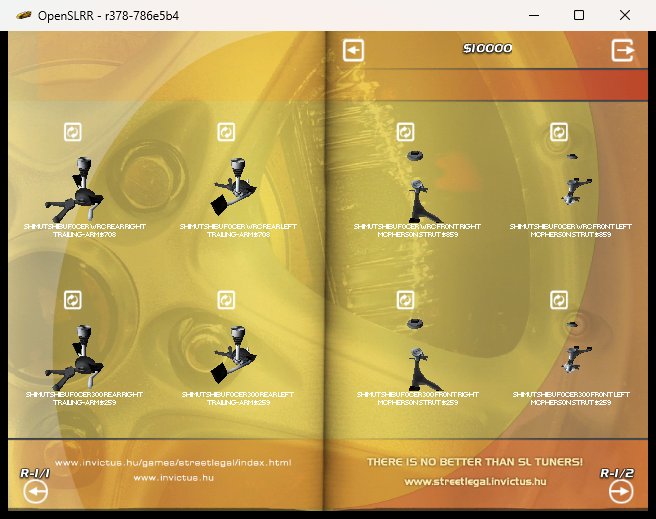 OpenSLRR - r378-786e5b4
$10000
SHIMUTSHIBU FOCER WRC REAR RIGHT
TRAILING-ARM $708
SHIMUTSHIBU FOCER WRC REAR LEFT
TRAILING-ARM $708
SHIMUTSHIBU FOCER WRC FRONT RIGHT
MCPHERSON STRUT $859
SHIMUTSHIBU FOCER WRC FRONT LEFT
MCPHERSON STRUT $859
SHIMUTSHIBU FOCER 300 REAR RIGHT
TRAILING-ARM $259
SHIMUTSHIBU FOCER 300 REAR LEFT
TRAILING-ARM $259
SHIMUTSHIBU FOCER 300 FRONT RIGHT
MCPHERSON STRUT $259
SHIMUTSHIBU FOCER 300 FRONT LEFT
MCPHERSON STRUT $259
www.invictus.hu/games/streetlegal/index.html
www.invictus.hu
R-1/1
THERE IS NO BETTER THAN SL TUNERS!
www.streetlegal.invictus.hu
R-1/2